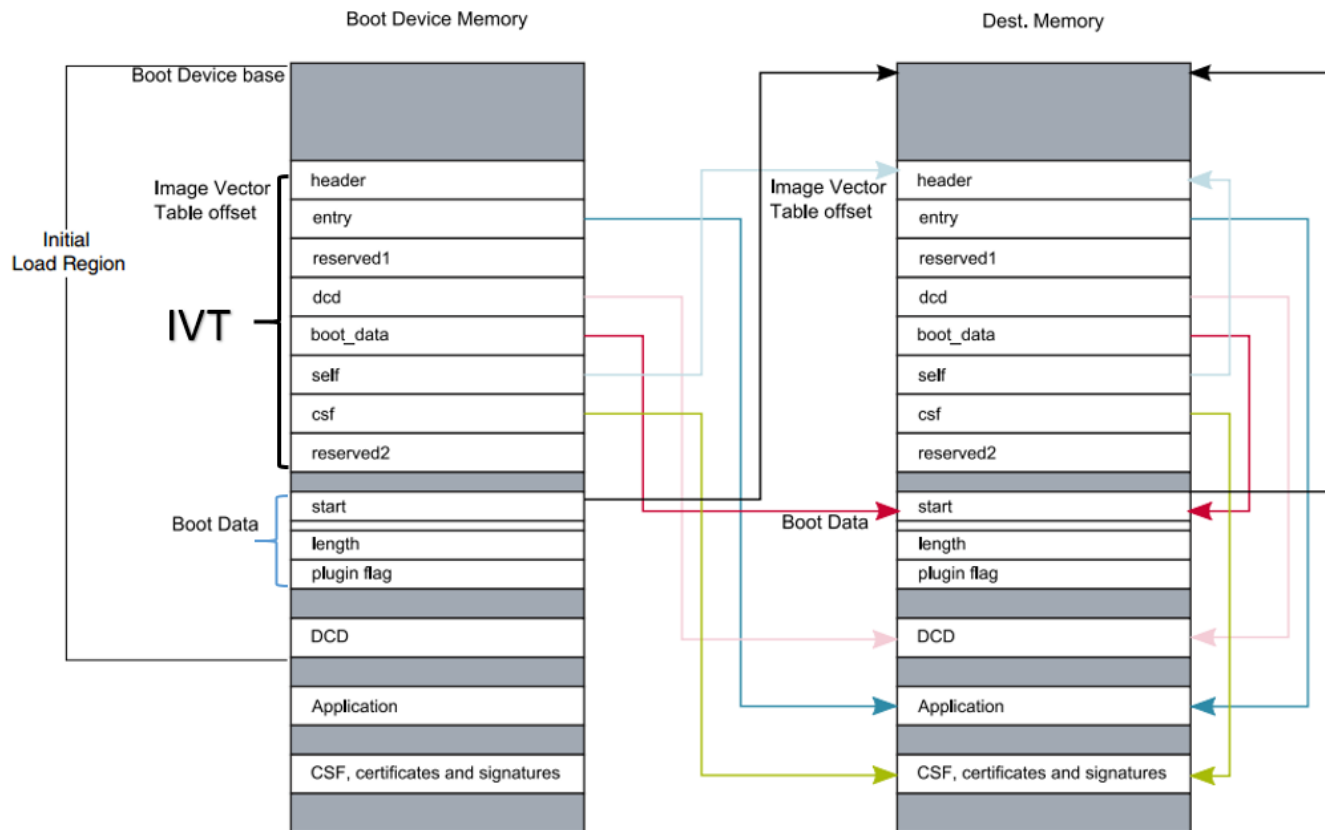 Boot Device Memory
Dest. Memory
Boot Device base
Image Vector
Table offset
Initial
Load Region
IVT
header
entry
reserved1
dcd
boot_data
self
csf
reserved2
Boot Data
start
length
plugin flag
DCD
Application
CSF, certificates and signatures
Image Vector
Table offset
header
entry
reserved1
dcd
boot_data
self
csf
reserved2
Boot Data
start
length
plugin flag
DCD
Application
CSF, certificates and signatures